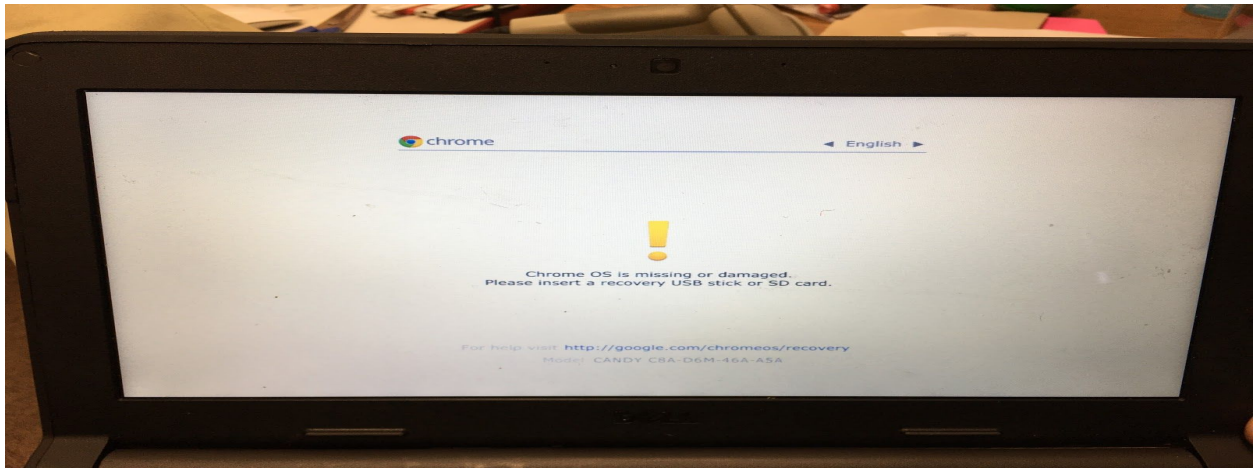 chrome
◄ English ►
!
Chrome OS is missing or damaged.
Please insert a recovery USB stick or SD card.
For help visit http://google.com/chromeos/recovery
Model CANDY C8A-D6M-46A-A5A
DELL